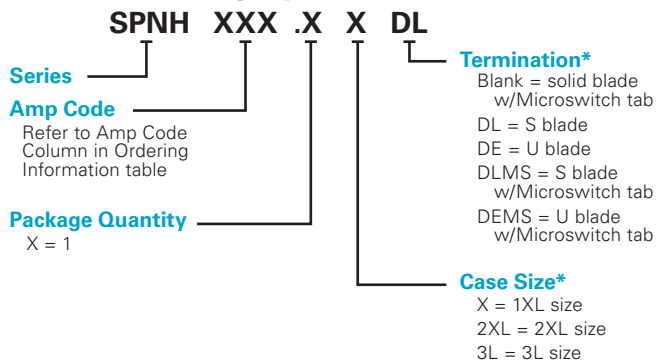 SPNH XXX .X X DL
Series
Amp Code
Refer to Amp Code
Column in Ordering
Information table
Package Quantity
X = 1
Termination*
Blank = solid blade
w/Microswitch tab
DL = S blade
DE = U blade
DLMS = S blade
w/Microswitch tab
DEMS = U blade
w/Microswitch tab
Case Size*
X = 1XL size
2XL = 2XL size
3L = 3L size